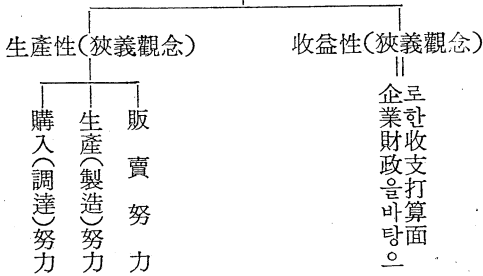 生產性(狹義觀念)
收益性(狹義觀念)
購入(調達)努力
生產(製造)努力
販賣努力
企業財政을바탕으
로한收支打算面